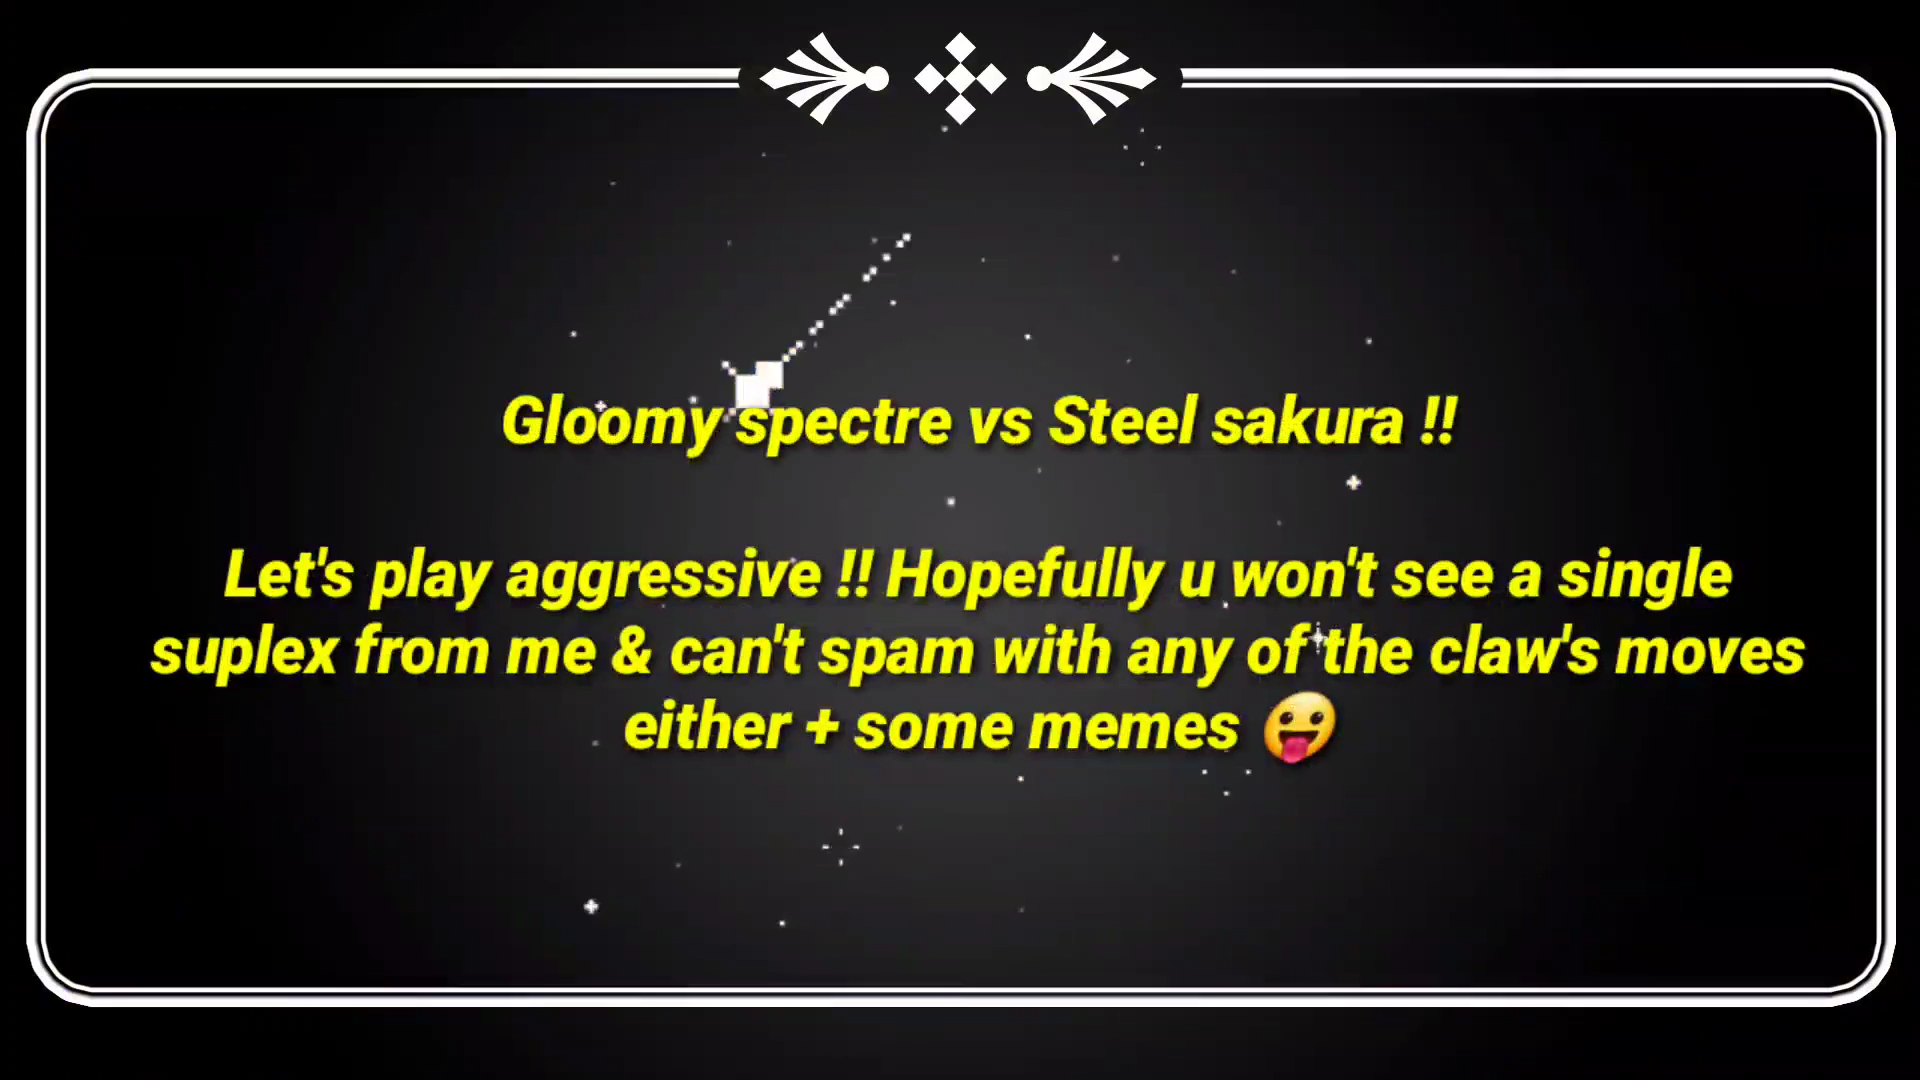 Gloomy spectre vs Steel sakura !!
Let's play aggressive !! Hopefully u won't see a single
suplex from me & can't spam with any of the claw's moves
either + some memes 😛